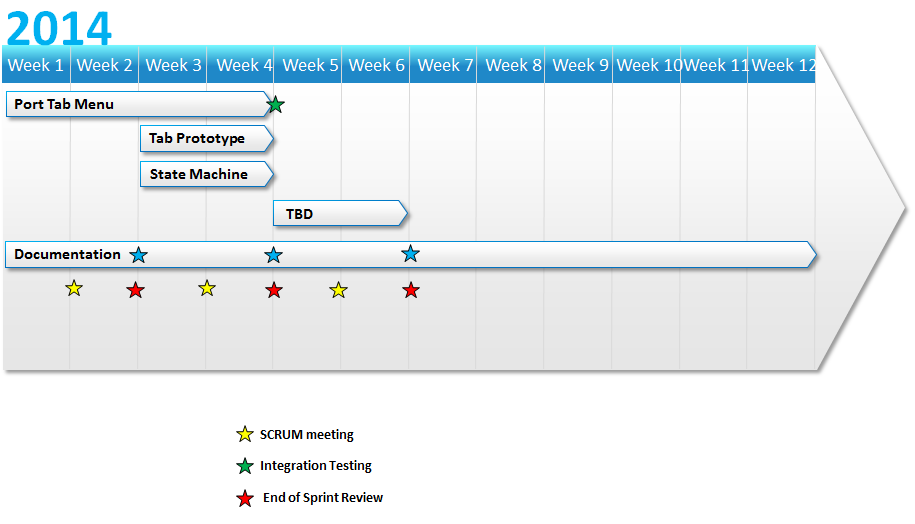 2014
Week 1 Week 2 Week 3 Week 4 Week 5 Week 6 Week 7 Week 8 Week 9 Week 10 Week 11 Week 12
Port Tab Menu
Tab Prototype
State Machine
TBD
Documentation
SCRUM meeting
Integration Testing
End of Sprint Review